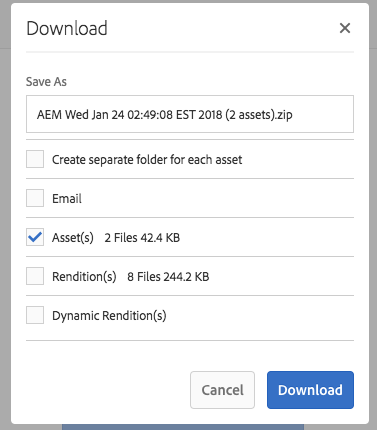 Download
Save As
AEM Wed Jan 24 02:49:08 EST 2018 (2 assets).zip
Create separate folder for each asset
Email
Asset(s) 2 Files 42.4 KB
Rendition(s) 8 Files 244.2 KB
Dynamic Rendition(s)
Cancel Download